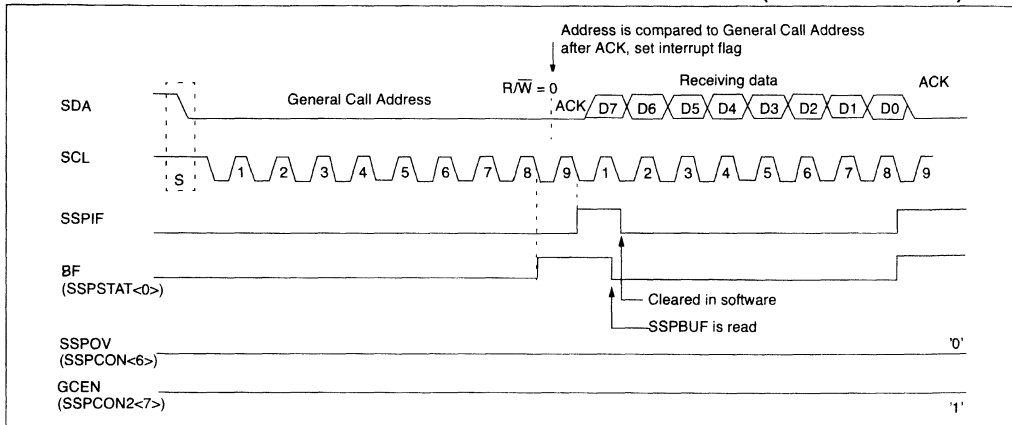 Address is compared to General Call Address
after ACK, set interrupt flag
R/W = 0
Receiving data
ACK
SDA
General Call Address
ACK
D7 D6 D5 D4 D3 D2 D1 D0
SCL
S
1 2 3 4 5 6 7 8 9 1 2 3 4 5 6 7 8 9
SSPIF
BF
(SSPSTAT<0>)
Cleared in software
SSPBUF is read
SSPOV
(SSPCON<6>)
'0'
GCEN
(SSPCON2<7>)
'1'